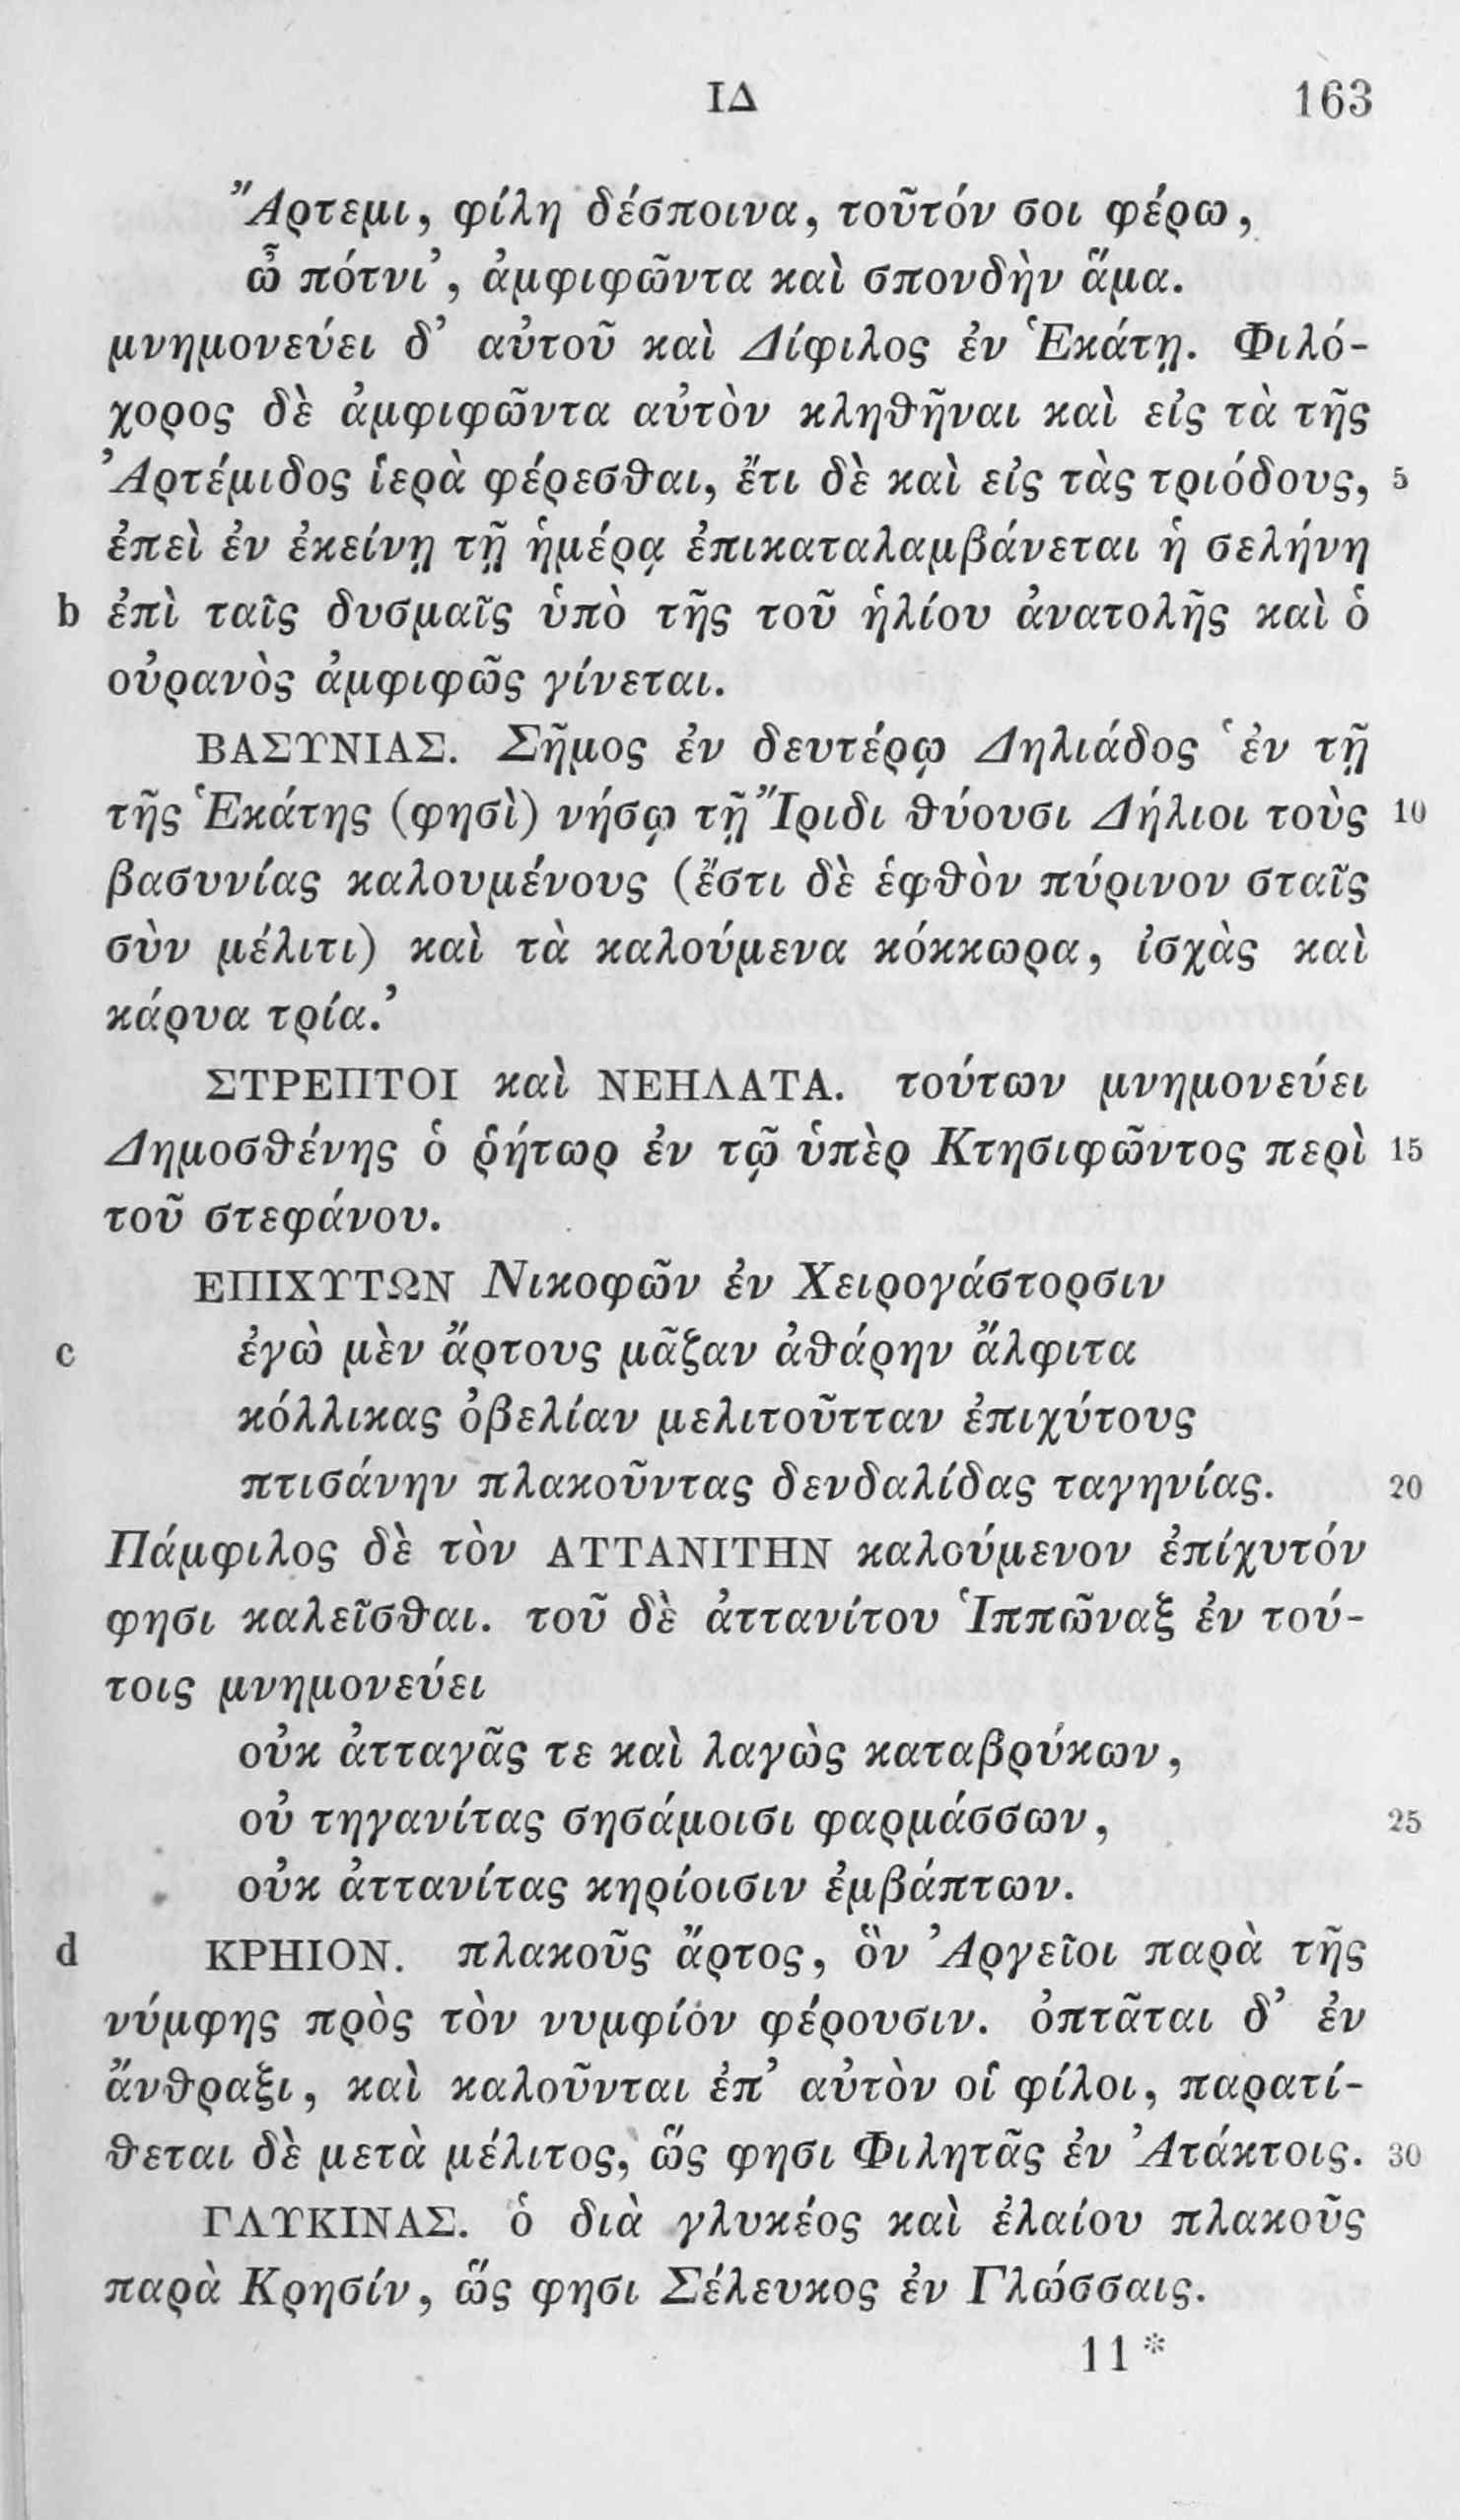 ΙΔ 163
Ἄρτεμι, φίλη δέσποινα, τοῦτόν σοι φέρω,
ὦ πότνι’, ἀμφιφῶντα καὶ σπονδὴν ἅμα.
μνημονεύει δ’ αὐτοῦ καὶ Δίφιλος ἐν Ἑκάτῃ. Φιλό-
χορος δὲ ἀμφιφῶντα αὐτὸν κληθῆναι καὶ εἰς τὰ τῆς
Ἀρτέμιδος ἱερὰ φέρεσθαι, ἔτι δὲ καὶ εἰς τὰς τριόδους, 5
ἐπεὶ ἐν ἐκείνῃ τῇ ἡμέρᾳ ἐπικαταλαμβάνεται ἡ σελήνη
b ἐπὶ ταῖς δυσμαῖς ὑπὸ τῆς τοῦ ἡλίου ἀνατολῆς καὶ ὁ
οὐρανὸς ἀμφιφῶς γίνεται.
ΒΑΣΥΝΙΑΣ. Σῆμος ἐν δευτέρῳ Δηλιάδος ‘ἐν τῇ
τῆς Ἑκάτης (φησὶ) νήσῳ τῇ Ἴριδι θύουσι Δήλιοι τοὺς 10
βασυνίας καλουμένους (ἔστι δὲ ἑφθὸν πύρινον σταῖς
σὺν μέλιτι) καὶ τὰ καλούμενα κόκκωρα, ἰσχὰς καὶ
κάρυα τρία.’
ΣΤΡΕΠΤΟΙ καὶ ΝΕΗΛΑΤΑ. τούτων μνημονεύει
Δημοσθένης ὁ ῥήτωρ ἐν τῷ ὑπὲρ Κτησιφῶντος περὶ 15
τοῦ στεφάνου.
ΕΠΙΧΥΤΩΝ Νικοφῶν ἐν Χειρογάστορσιν
c ἐγὼ μὲν ἄρτους μᾶζαν ἀθάρην ἄλφιτα
κόλλικας ὀβελίαν μελιτοῦτταν ἐπιχύτους
πτισάνην πλακοῦντας δενδαλίδας ταγηνίας. 20
Πάμφιλος δὲ τὸν ΑΤΤΑΝΙΤΗΝ καλούμενον ἐπίχυτόν
φησι καλεῖσθαι. τοῦ δὲ ἀττανίτου Ἱππῶναξ ἐν τού-
τοις μνημονεύει
οὐκ ἀτταγᾶς τε καὶ λαγὼς καταβρύκων,
οὐ τηγανίτας σησάμοισι φαρμάσσων, 25
οὐκ ἀττανίτας κηρίοισιν ἐμβάπτων.
d ΚΡΗΙΟΝ. πλακοῦς ἄρτος, ὃν Ἀργεῖοι παρὰ τῆς
νύμφης πρὸς τὸν νυμφίον φέρουσιν. ὀπτᾶται δ’ ἐν
ἄνθραξι, καὶ καλοῦνται ἐπ’ αὐτὸν οἱ φίλοι, παρατί-
θεται δὲ μετὰ μέλιτος, ὥς φησι Φιλητᾶς ἐν Ἀτάκτοις. 30
ΓΛΥΚΙΝΑΣ. ὁ διὰ γλυκέος καὶ ἐλαίου πλακοῦς
παρὰ Κρησίν, ὥς φησι Σέλευκος ἐν Γλώσσαις.
11*